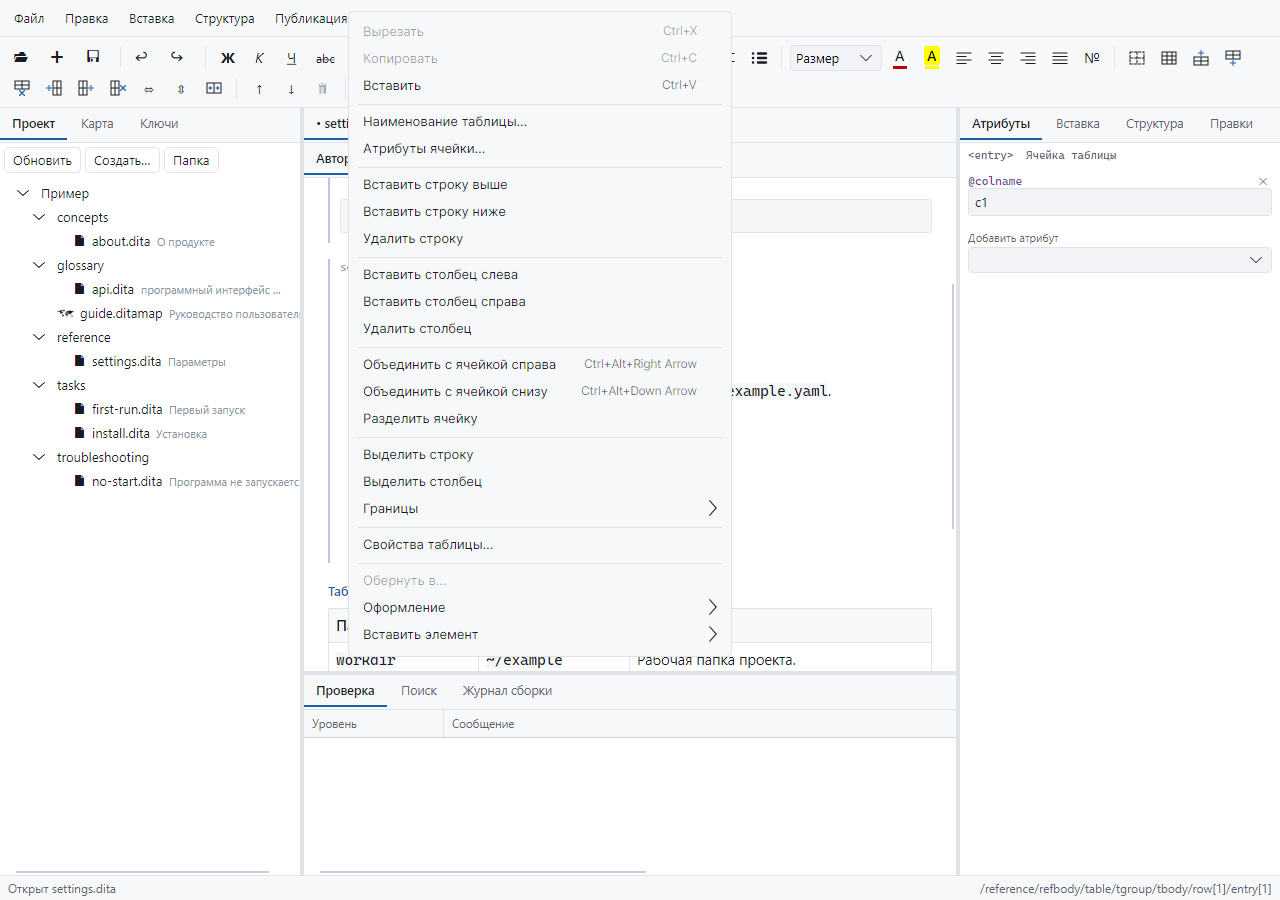 Файл Правка Вставка Структура Публикация
Ж К Ч abc Размер А А №
Проект Карта Ключи
Обновить Создать... Папка
Пример
concepts
about.dita О продукте
glossary
api.dita программный интерфейс ...
guide.ditamap Руководство
reference
settings.dita Параметры
tasks
first-run.dita Первый запуск
install.dita Установка
troubleshooting
no-start.dita Программа не запускаетс
Вырезать Ctrl+X
Копировать Ctrl+C
Вставить Ctrl+V
Наименование таблицы...
Атрибуты ячейки...
Вставить строку выше
Вставить строку ниже
Удалить строку
Вставить столбец слева
Вставить столбец справа
Удалить столбец
Объединить с ячейкой справа Ctrl+Alt+Right Arrow
Объединить с ячейкой снизу Ctrl+Alt+Down Arrow
Разделить ячейку
Выделить строку
Выделить столбец
Границы
Свойства таблицы...
Обернуть в...
Оформление
Вставить элемент
example.yaml.
workdir ~/example Рабочая папка проекта.
Проверка Поиск Журнал сборки
Уровень Сообщение
Атрибуты Вставка Структура Правки
<entry> Ячейка таблицы
@colname
c1
Добавить атрибут
Открыт settings.dita /reference/refbody/table/tgroup/tbody/row[1]/entry[1]